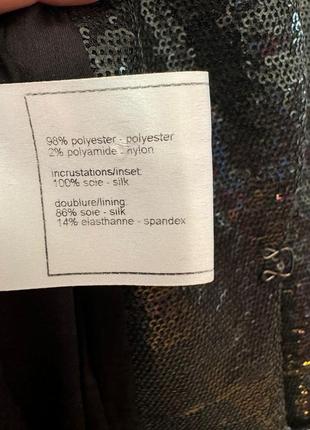 98% polyester - polyester
2% polyamide - nylon
incrustations/inset:
100% soie - silk
doublure/lining:
86% soie - silk
14% elasthanne - spandex